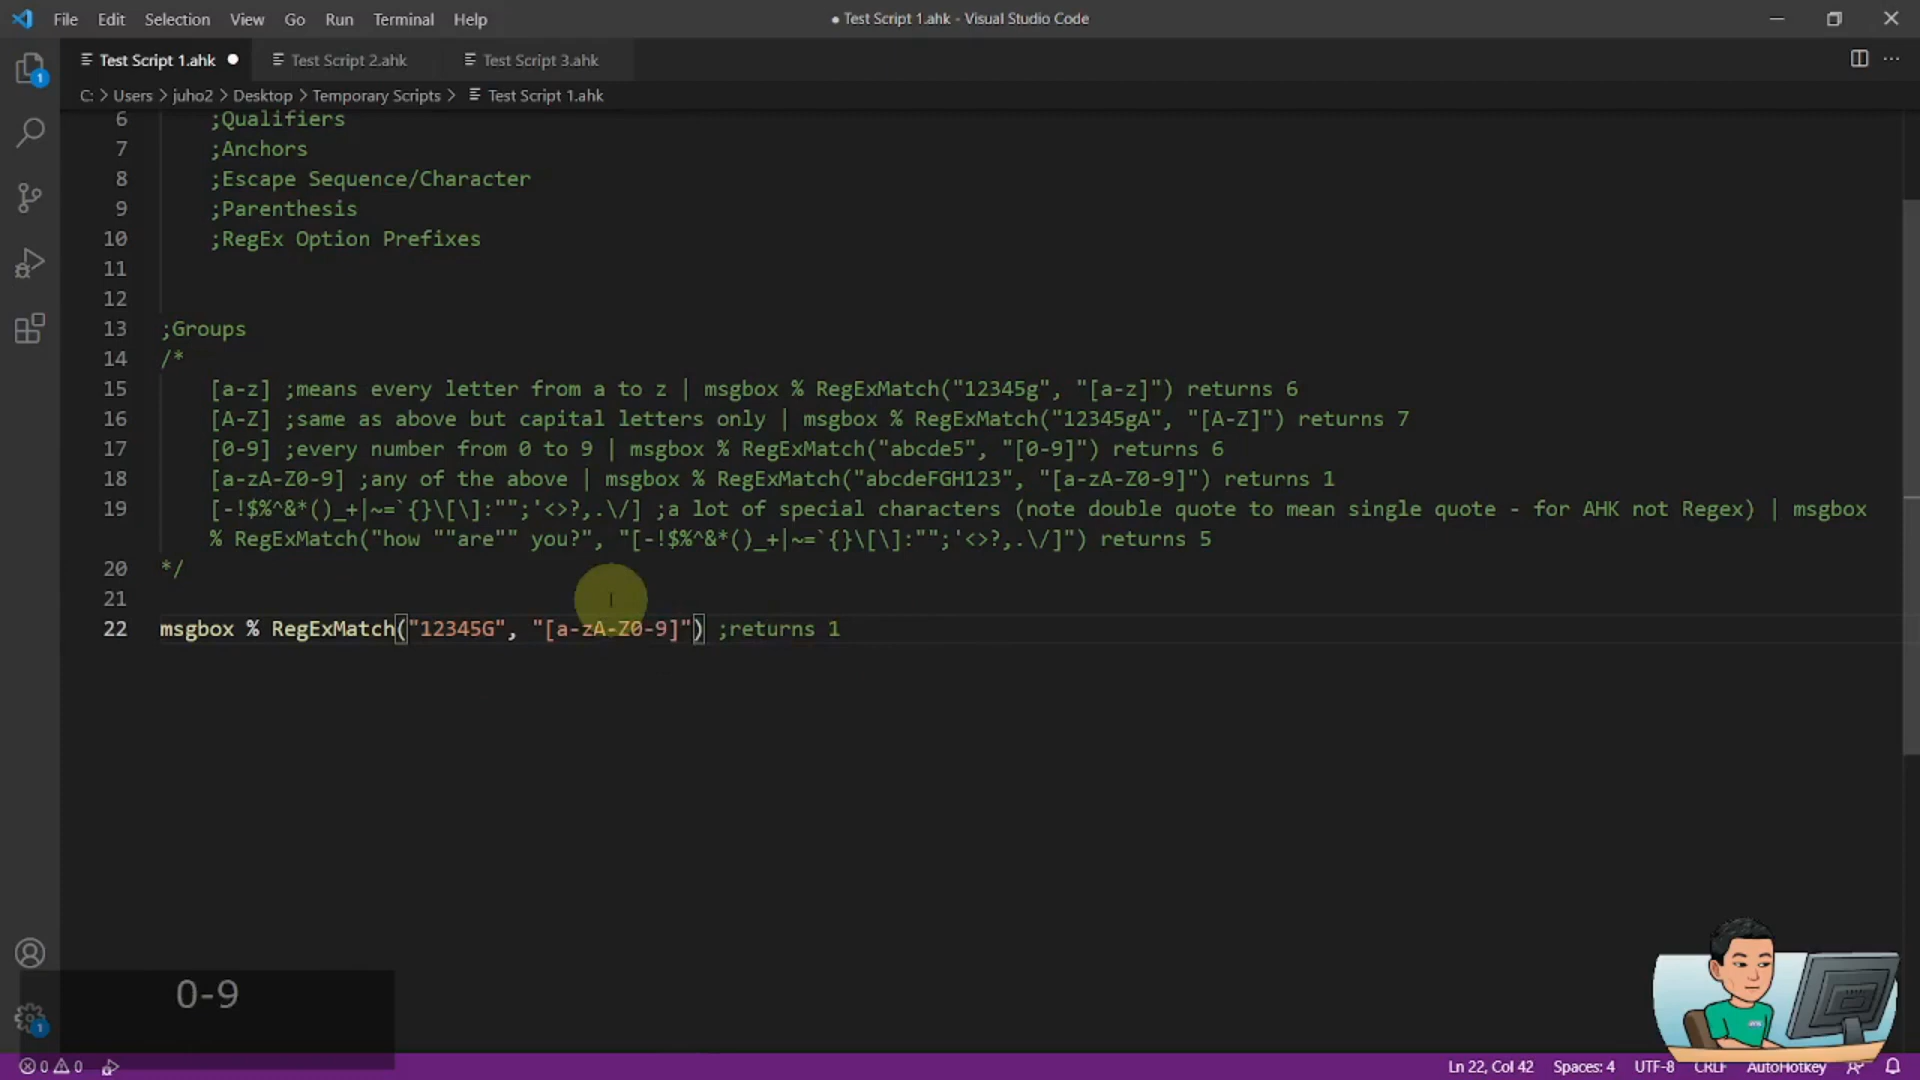 File Edit Selection View Go Run Terminal Help
● Test Script 1.ahk - Visual Studio Code
Test Script 1.ahk ● Test Script 2.ahk Test Script 3.ahk
C: > Users > juho2 > Desktop > Temporary Scripts > Test Script 1.ahk
6 ;Qualifiers
7 ;Anchors
8 ;Escape Sequence/Character
9 ;Parenthesis
10 ;RegEx Option Prefixes
11
12
13 ;Groups
14 /*
15 [a-z] ;means every letter from a to z | msgbox % RegExMatch("12345g", "[a-z]") returns 6
16 [A-Z] ;same as above but capital letters only | msgbox % RegExMatch("12345gA", "[A-Z]") returns 7
17 [0-9] ;every number from 0 to 9 | msgbox % RegExMatch("abcde5", "[0-9]") returns 6
18 [a-zA-Z0-9] ;any of the above | msgbox % RegExMatch("abcdeFGH123", "[a-zA-Z0-9]") returns 1
19 [-!$%^&*()_+|~=`{}\[\]:"";'<>?,.\/] ;a lot of special characters (note double quote to mean single quote - for AHK not Regex) | msgbox
% RegExMatch("how ""are"" you?", "[-!$%^&*()_+|~=`{}\[\]:"";'<>?,.\/]") returns 5
20 */
21
22 msgbox % RegExMatch("12345G", "[a-zA-Z0-9]") ;returns 1
0-9
0 0 Ln 22, Col 42 Spaces: 4 UTF-8 CRLF AutoHotkey